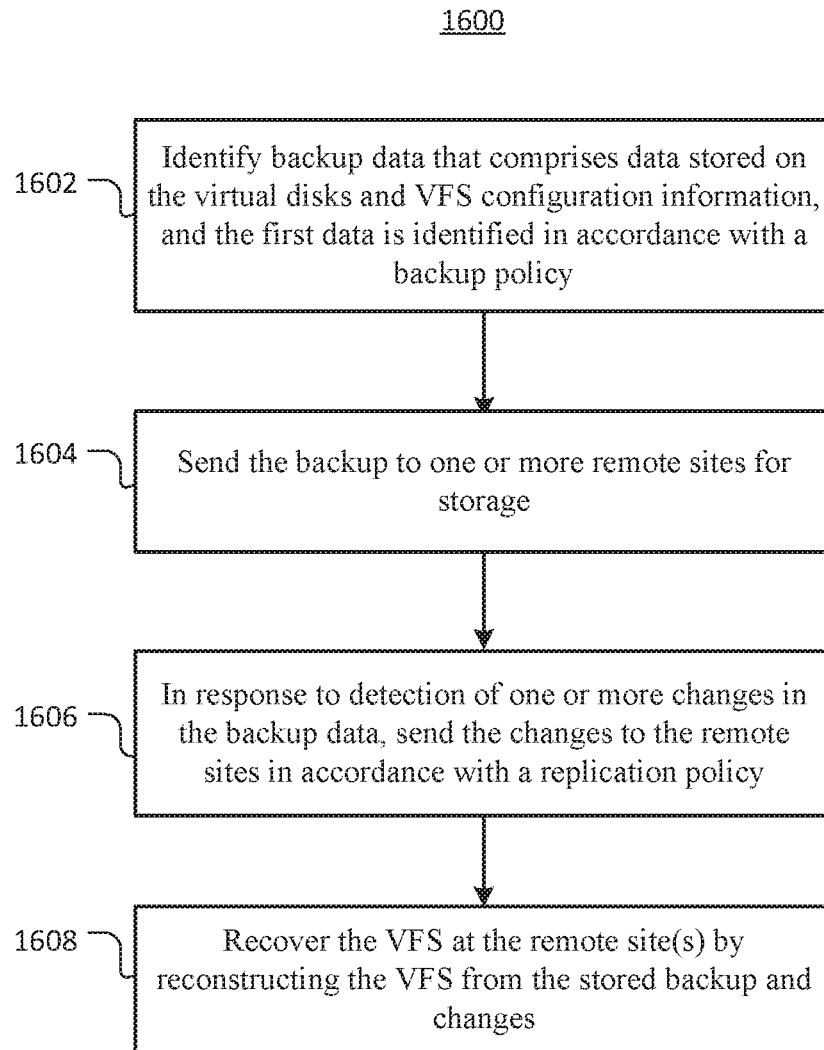 1600
1602
Identify backup data that comprises data stored on
the virtual disks and VFS configuration information,
and the first data is identified in accordance with a
backup policy
1604
Send the backup to one or more remote sites for
storage
1606
In response to detection of one or more changes in
the backup data, send the changes to the remote
sites in accordance with a replication policy
1608
Recover the VFS at the remote site(s) by
reconstructing the VFS from the stored backup and
changes